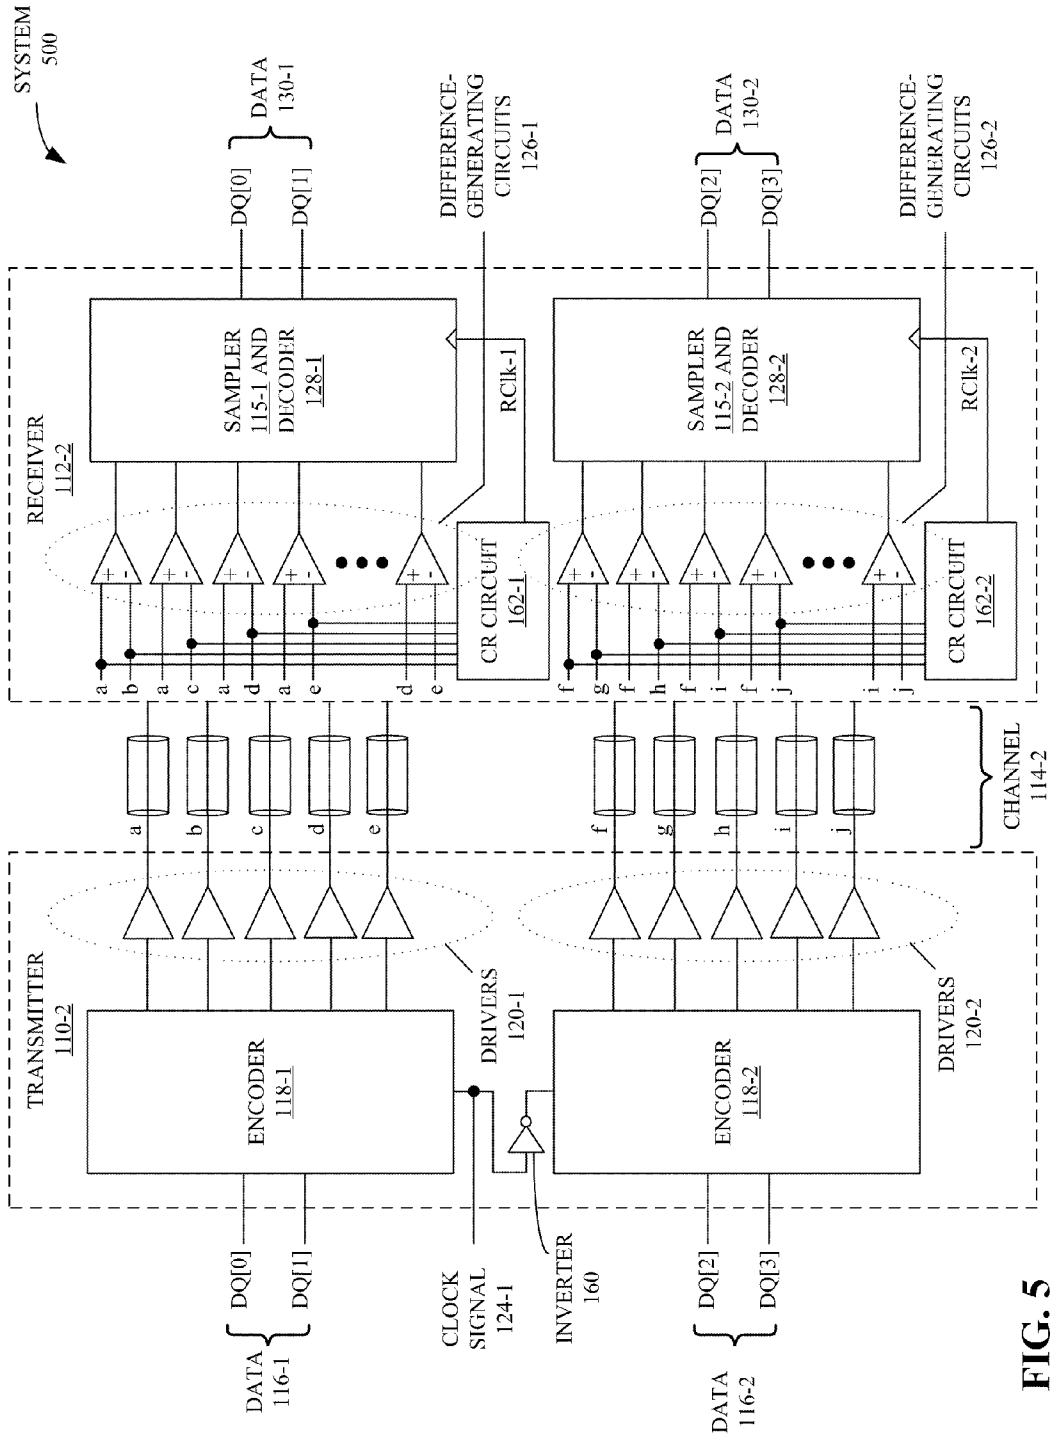 SYSTEM
500
TRANSMITTER
110-2
RECEIVER
112-2
DATA
116-1
DQ[0]
DQ[1]
ENCODER
118-1
DRIVERS
120-1
a
b
c
d
e
a
b
a
c
a
d
a
e
d
e
+
-
+
-
+
-
+
-
+
-
CR CIRCUIT
162-1
SAMPLER
115-1 AND
DECODER
128-1
RClk-1
DQ[0]
DQ[1]
DATA
130-1
DIFFERENCE-
GENERATING
CIRCUITS
126-1
CLOCK
SIGNAL
124-1
INVERTER
160
DATA
116-2
DQ[2]
DQ[3]
ENCODER
118-2
DRIVERS
120-2
f
g
h
i
j
f
g
f
h
f
i
f
j
i
j
+
-
+
-
+
-
+
-
+
-
CR CIRCUIT
162-2
SAMPLER
115-2 AND
DECODER
128-2
RClk-2
DQ[2]
DQ[3]
DATA
130-2
DIFFERENCE-
GENERATING
CIRCUITS
126-2
CHANNEL
114-2
FIG. 5